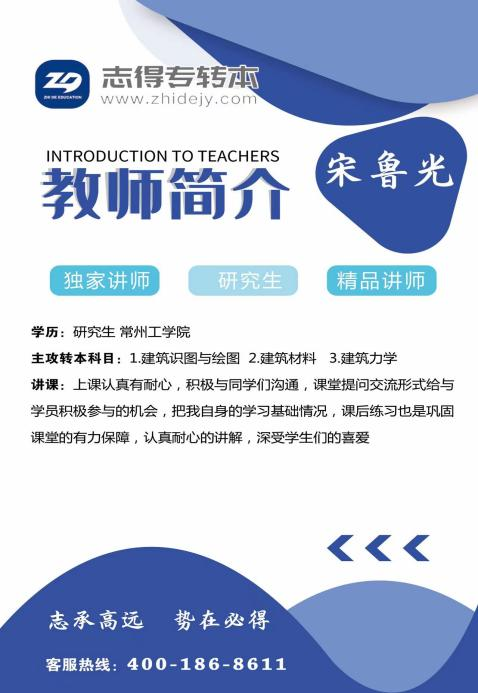 ZD
ZHI DE EDUCATION
志得专转本
www.zhidejy.com
INTRODUCTION TO TEACHERS
教师简介
宋鲁光
独家讲师
研究生
精品讲师
学历：研究生 常州工学院
主攻转本科目：1.建筑识图与绘图 2.建筑材料 3.建筑力学
讲课：上课认真有耐心，积极与同学们沟通，课堂提问交流形式给与
学员积极参与的机会，把我自身的学习基础情况，课后练习也是巩固
课堂的有力保障，认真耐心的讲解，深受学生们的喜爱
志承高远 势在必得
客服热线：400-186-8611